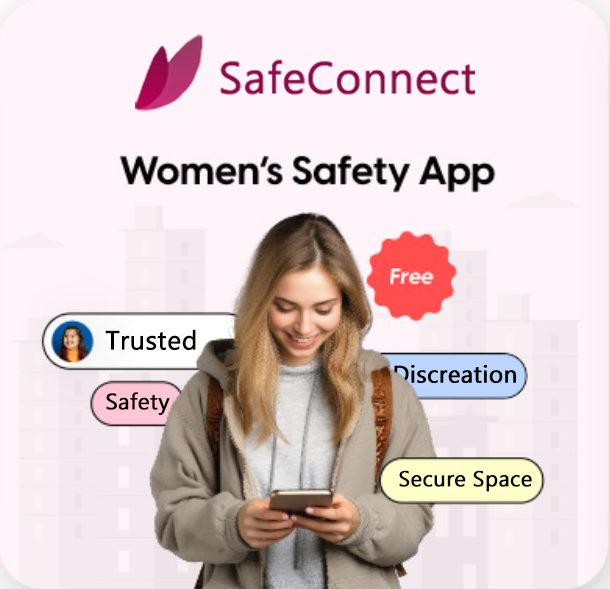 SafeConnect
Women's Safety App
Free
Trusted
Discreation
Safety
Secure Space